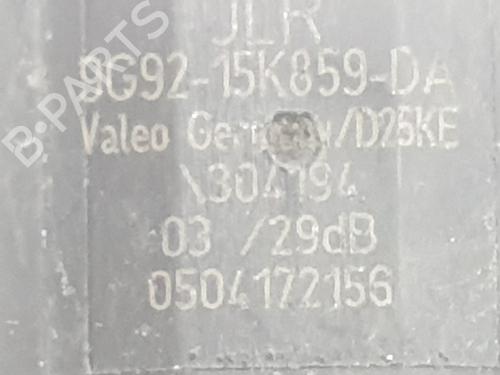 JLR
9G92-15K859-DA
Valeo Germany/D25KE
\304194
03 /29dB
0504172156
B-PARTS